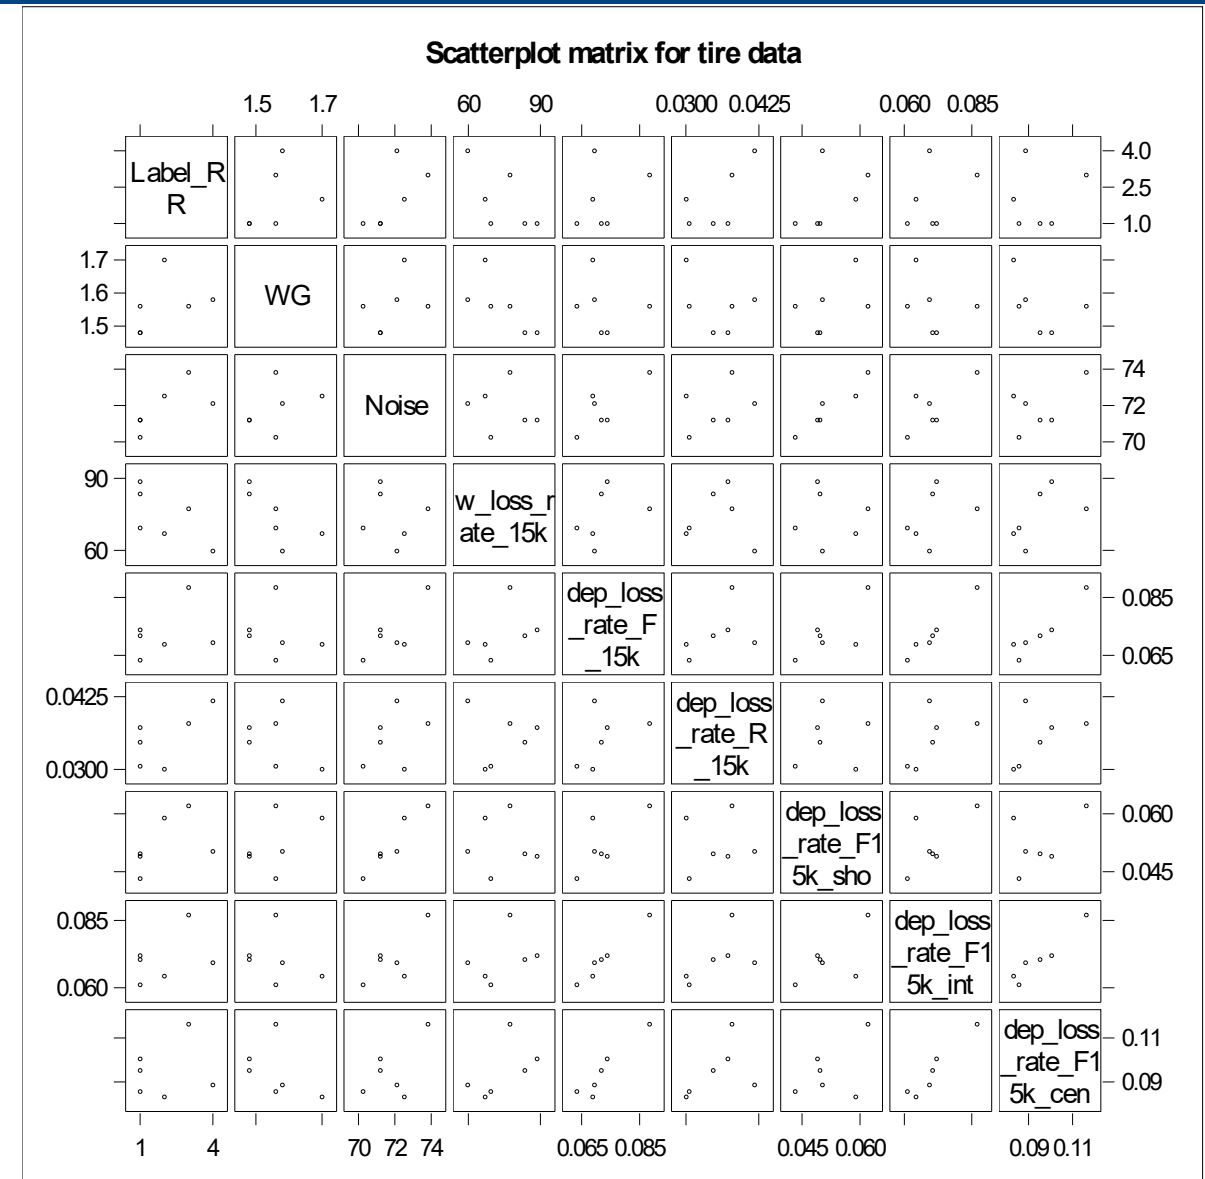 Scatterplot matrix for tire data
1.5 1.7 60 90 0.0300 0.0425 0.060 0.085
Label_R
R
4.0
2.5
1.0
1.7
1.6
1.5
WG
Noise
74
72
70
90
60
w_loss_r
ate_15k
dep_loss
_rate_F
_15k
0.085
0.065
0.0425
0.0300
dep_loss
_rate_R
_15k
dep_loss
_rate_F1
5k_sho
0.060
0.045
0.085
0.060
dep_loss
_rate_F1
5k_int
dep_loss
_rate_F1
5k_cen
0.11
0.09
1 4 70 72 74 0.065 0.085 0.045 0.060 0.09 0.11